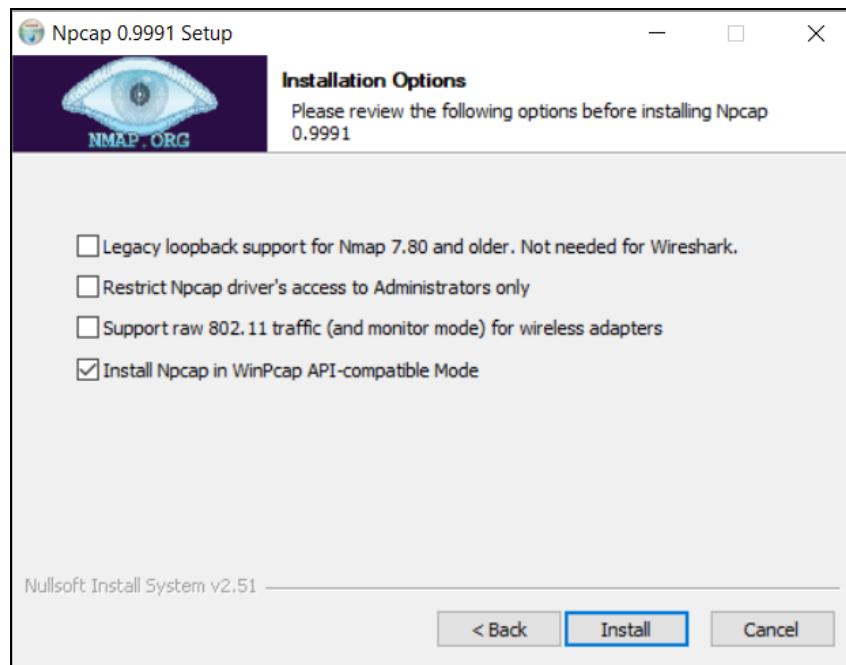 Npcap 0.9991 Setup
NMAP.ORG
Installation Options
Please review the following options before installing Npcap
0.9991
Legacy loopback support for Nmap 7.80 and older. Not needed for Wireshark.
Restrict Npcap driver's access to Administrators only
Support raw 802.11 traffic (and monitor mode) for wireless adapters
Install Npcap in WinPcap API-compatible Mode
Nullsoft Install System v2.51
< Back
Install
Cancel